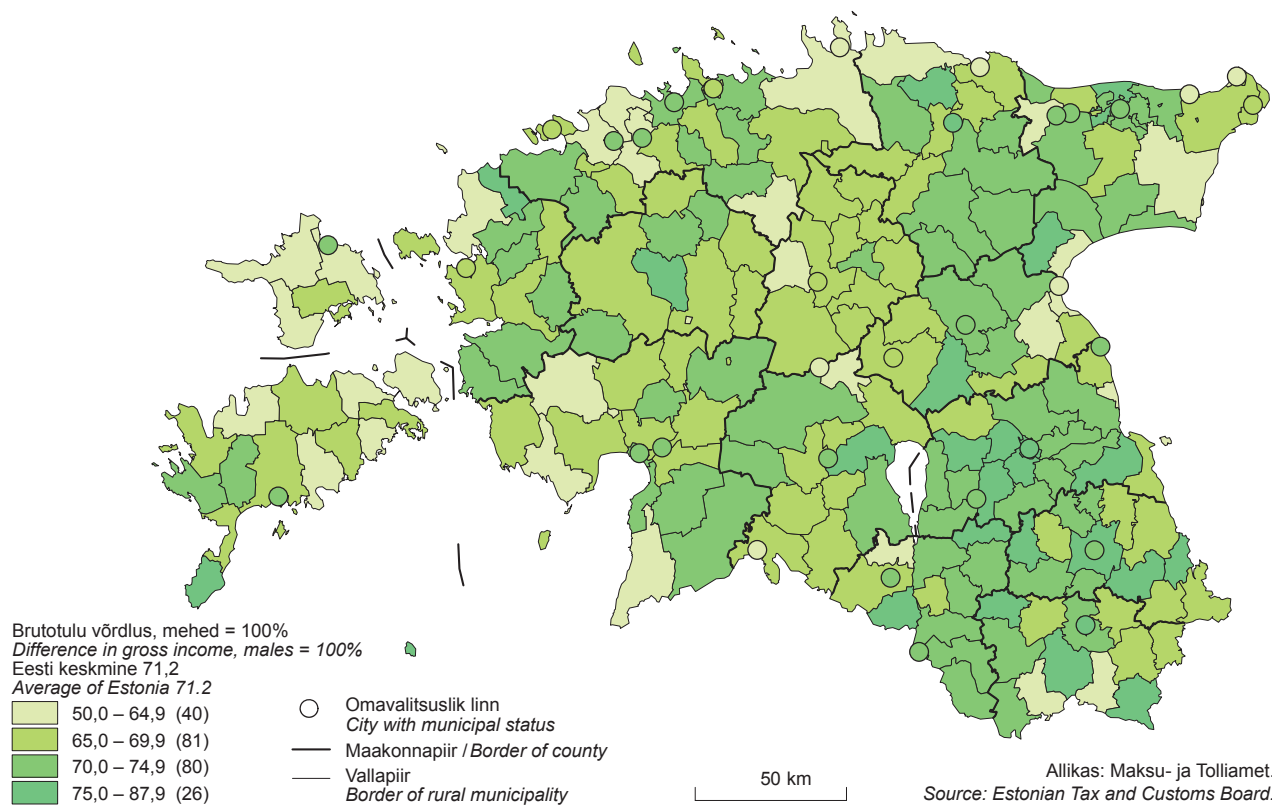 Brutotulu võrdlus, mehed = 100%
Difference in gross income, males = 100%
Eesti keskmine 71,2
Average of Estonia 71.2
50,0 – 64,9 (40)
65,0 – 69,9 (81)
70,0 – 74,9 (80)
75,0 – 87,9 (26)
Omavalitsuslik linn
City with municipal status
Maakonnapiir / Border of county
Vallapiir
Border of rural municipality
50 km
Allikas: Maksu- ja Tolliamet.
Source: Estonian Tax and Customs Board.